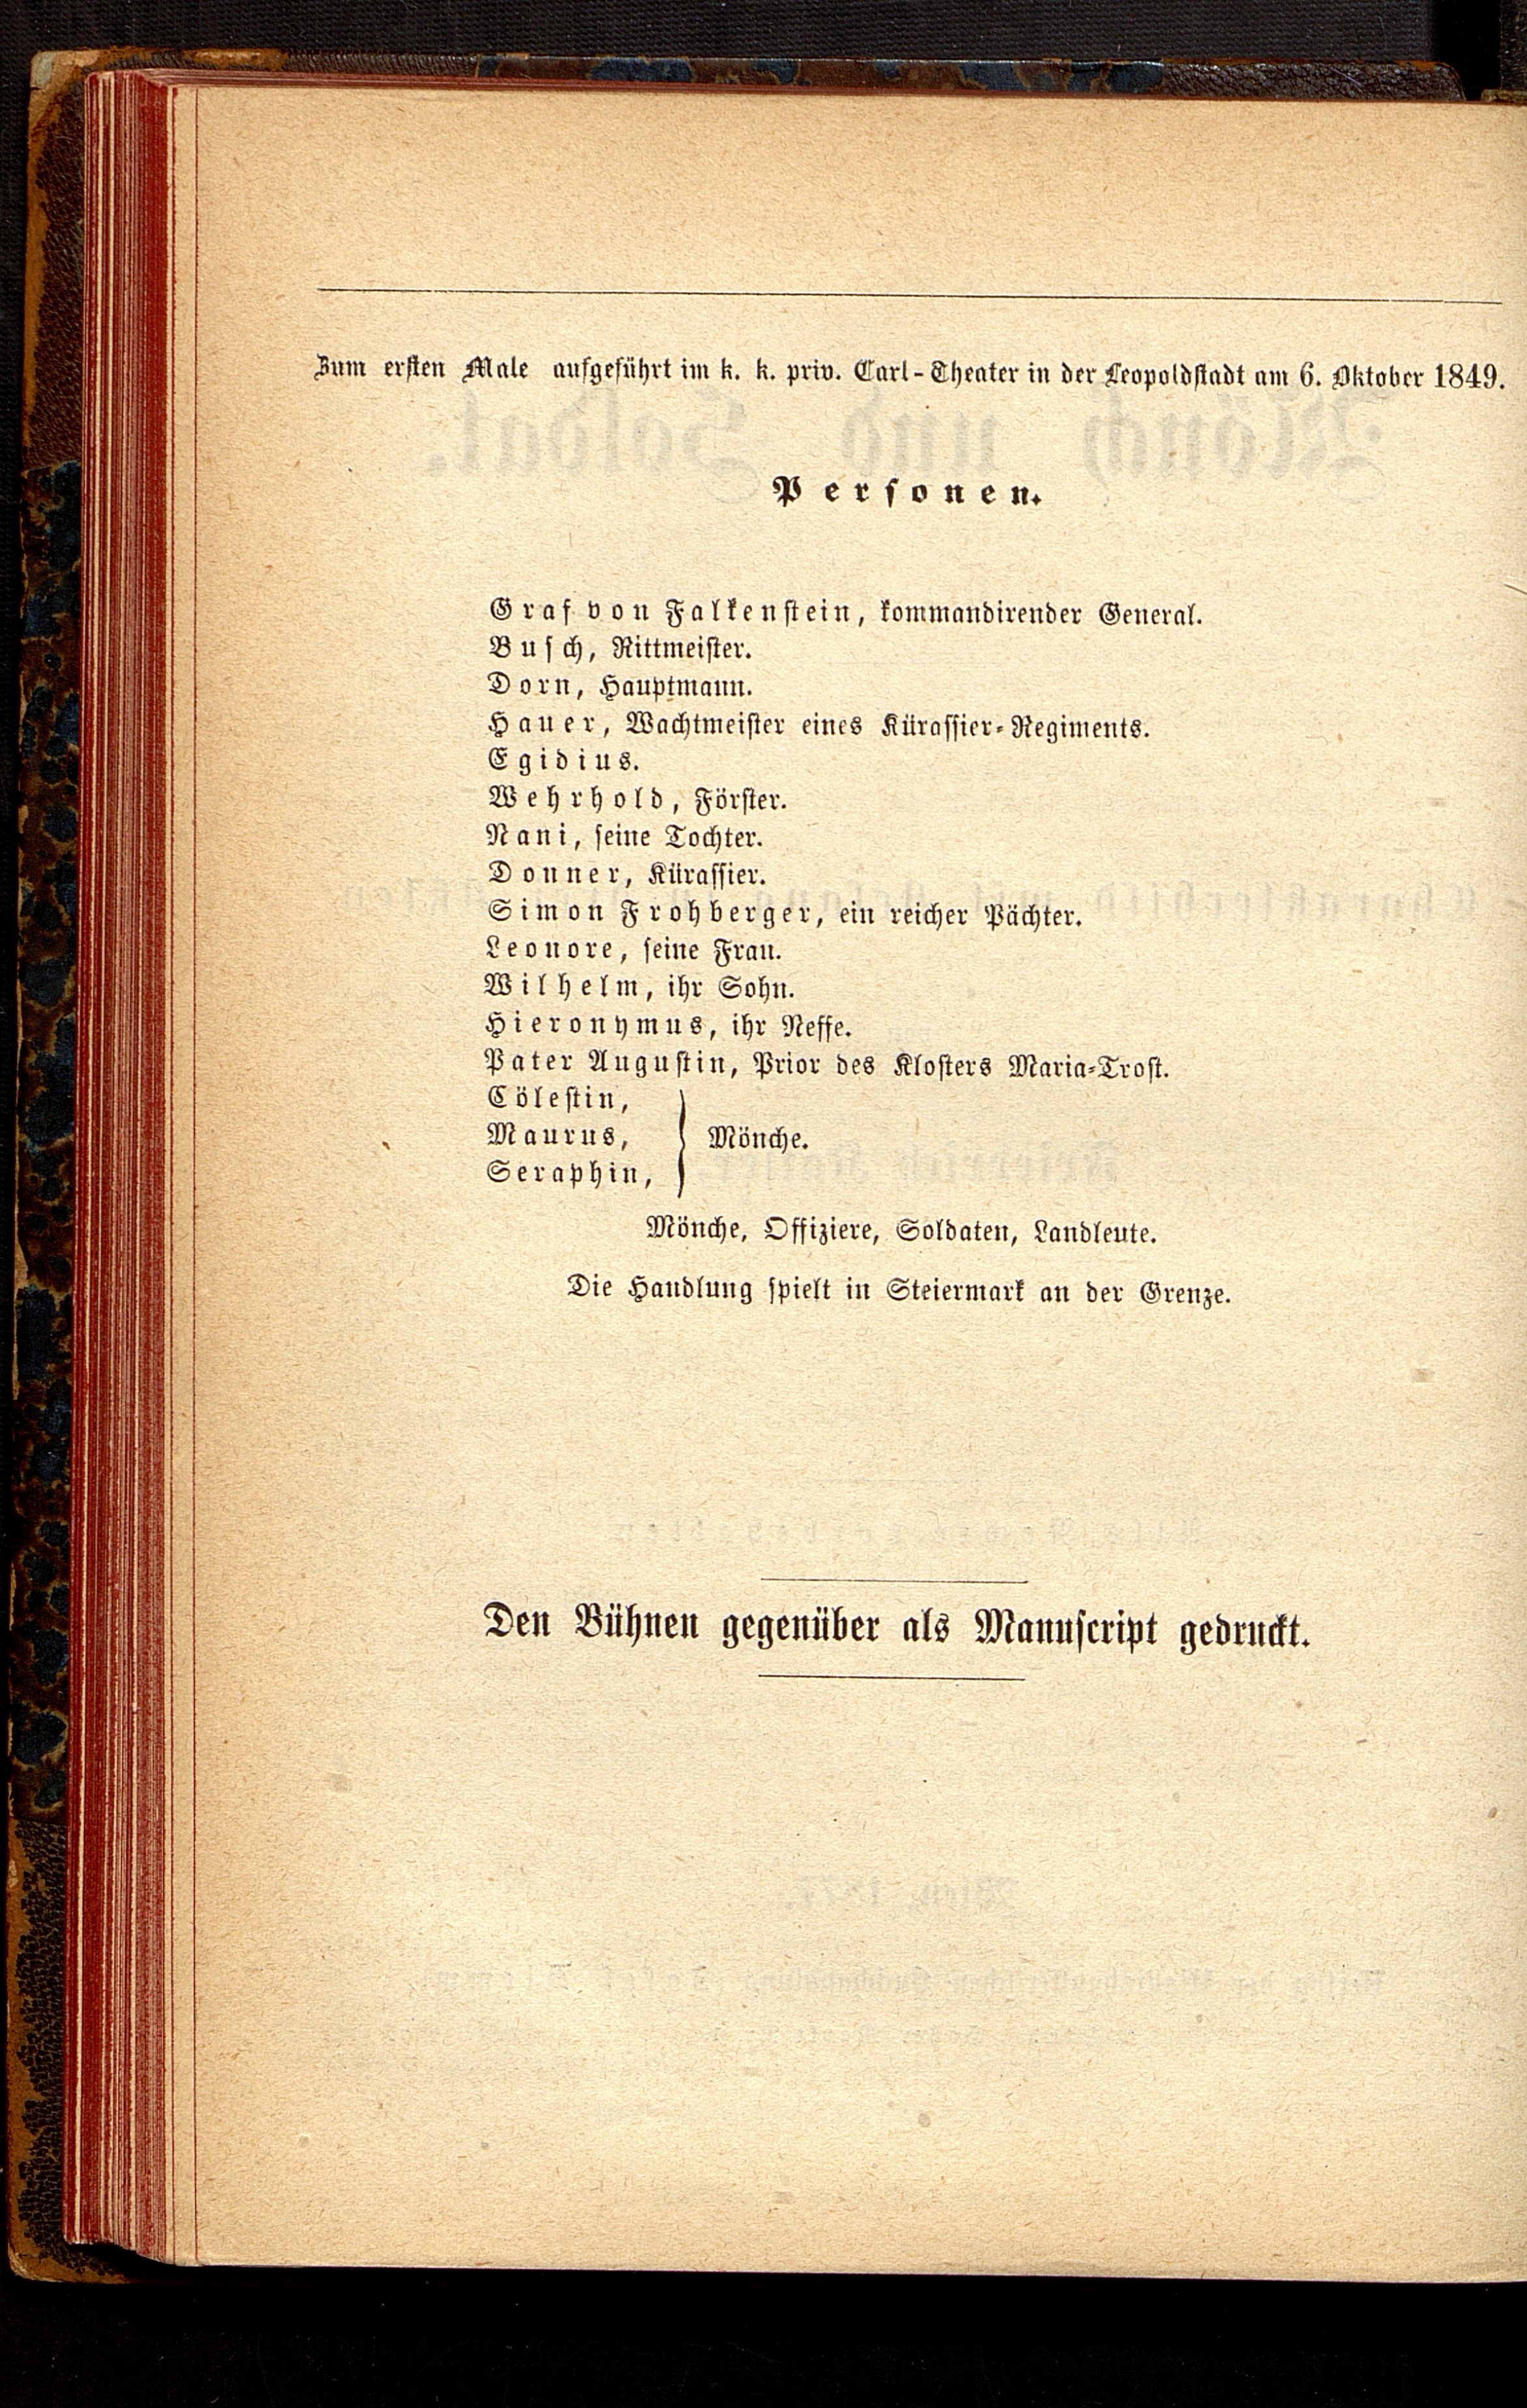 Zum ersten Male aufgeführt im k. k. priv. Carl-Theater in der Leopoldstadt am 6. Oktober 1849.
Personen.
Graf von Falkenstein, kommandirender General.
Busch, Rittmeister.
Dorn, Hauptmann.
Hauer, Wachtmeister eines Kürassier-Regiments.
Egidius.
Wehrhold, Förster.
Nani, seine Tochter.
Donner, Kürassier.
Simon Frohberger, ein reicher Pächter.
Leonore, seine Frau.
Wilhelm, ihr Sohn.
Hieronymus, ihr Neffe.
Pater Augustin, Prior des Klosters Maria-Trost.
Cölestin,
Maurus, } Mönche.
Seraphin,
Mönche, Offiziere, Soldaten, Landleute.
Die Handlung spielt in Steiermark an der Grenze.
Den Bühnen gegenüber als Manuscript gedruckt.